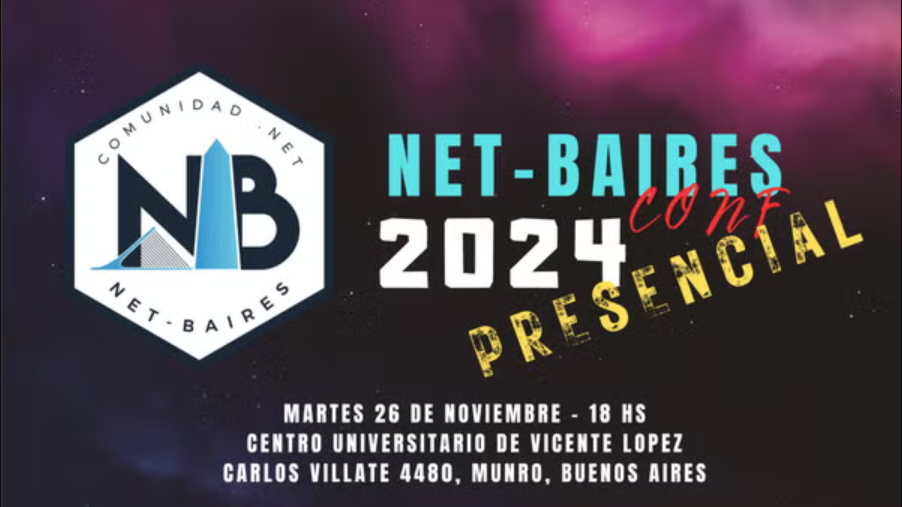 COMUNIDAD .NET
NB
NET-BAIRES
NET-BAIRES
CONF
2024
PRESENCIAL
MARTES 26 DE NOVIEMBRE - 18 HS
CENTRO UNIVERSITARIO DE VICENTE LOPEZ
CARLOS VILLATE 4480, MUNRO, BUENOS AIRES